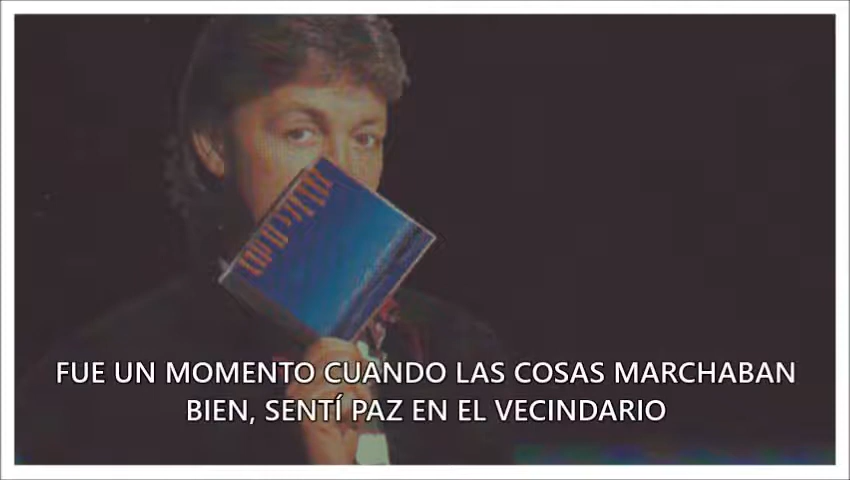 FUE UN MOMENTO CUANDO LAS COSAS MARCHABAN
BIEN, SENTÍ PAZ EN EL VECINDARIO